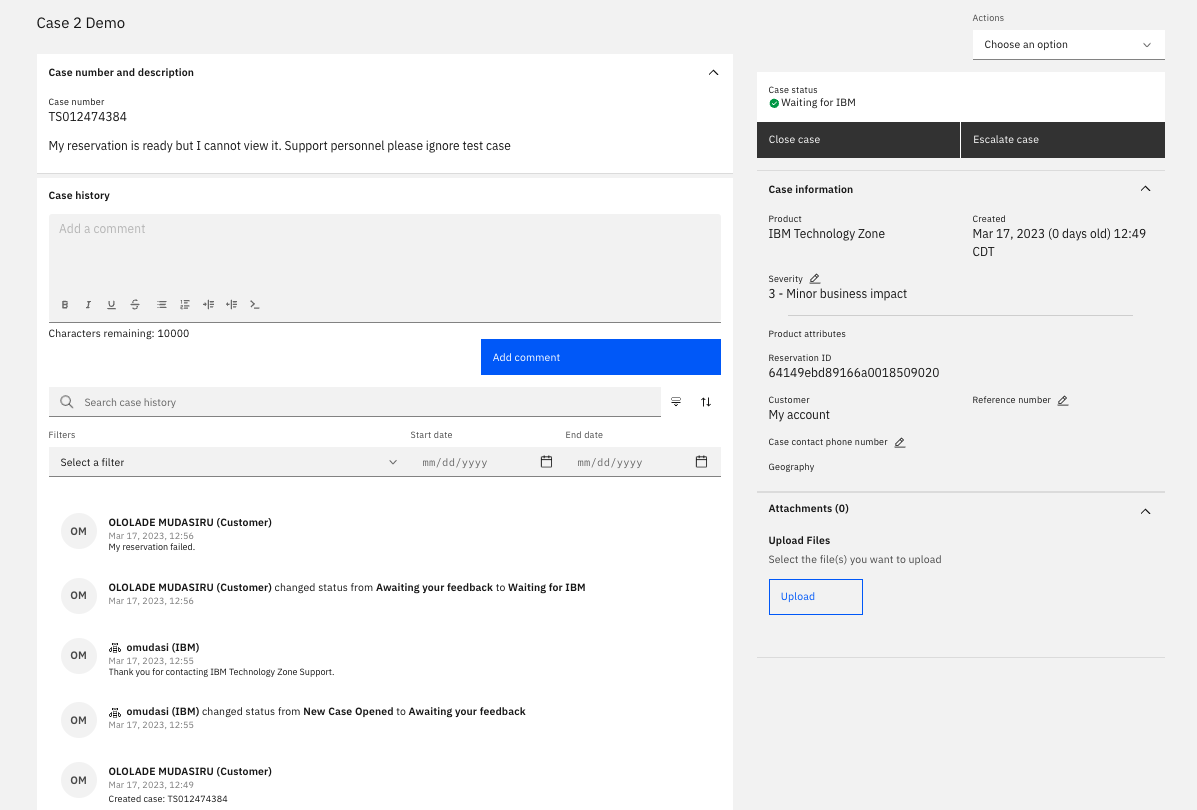 Case 2 Demo
Case number and description
Case number
TS012474384
My reservation is ready but I cannot view it. Support personnel please ignore test case
Case history
Add a comment
B I U S
Characters remaining: 10000
Add comment
Search case history
Filters Start date End date
Select a filter mm/dd/yyyy mm/dd/yyyy
OM OLOLADE MUDASIRU (Customer)
Mar 17, 2023, 12:56
My reservation failed.
OM OLOLADE MUDASIRU (Customer) changed status from Awaiting your feedback to Waiting for IBM
Mar 17, 2023, 12:56
OM omudasi (IBM)
Mar 17, 2023, 12:55
Thank you for contacting IBM Technology Zone Support.
OM omudasi (IBM) changed status from New Case Opened to Awaiting your feedback
Mar 17, 2023, 12:55
OM OLOLADE MUDASIRU (Customer)
Mar 17, 2023, 12:49
Created case: TS012474384
Actions
Choose an option
Case status
Waiting for IBM
Close case Escalate case
Case information
Product
IBM Technology Zone
Created
Mar 17, 2023 (0 days old) 12:49
CDT
Severity
3 - Minor business impact
Product attributes
Reservation ID
64149ebd89166a0018509020
Customer
My account
Reference number
Case contact phone number
Geography
Attachments (0)
Upload Files
Select the file(s) you want to upload
Upload